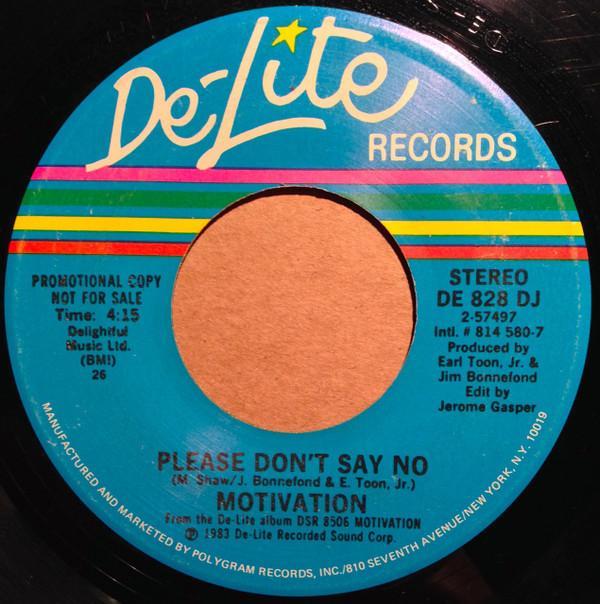 De-Lite
RECORDS
PROMOTIONAL COPY
NOT FOR SALE
Time: 4:15
Delightful
Music Ltd.
(BMI)
26
STEREO
DE 828 DJ
2-57497
Intl. # 814 580-7
Produced by
Earl Toon, Jr. &
Jim Bonnefond
Edit by
Jerome Gasper
PLEASE DON'T SAY NO
(M. Shaw/J. Bonnefond & E. Toon, Jr.)
MOTIVATION
From the De-Lite album DSR 8506 MOTIVATION
℗ 1983 De-Lite Recorded Sound Corp.
MANUFACTURED AND MARKETED BY POLYGRAM RECORDS, INC./810 SEVENTH AVENUE/NEW YORK, N.Y. 10019